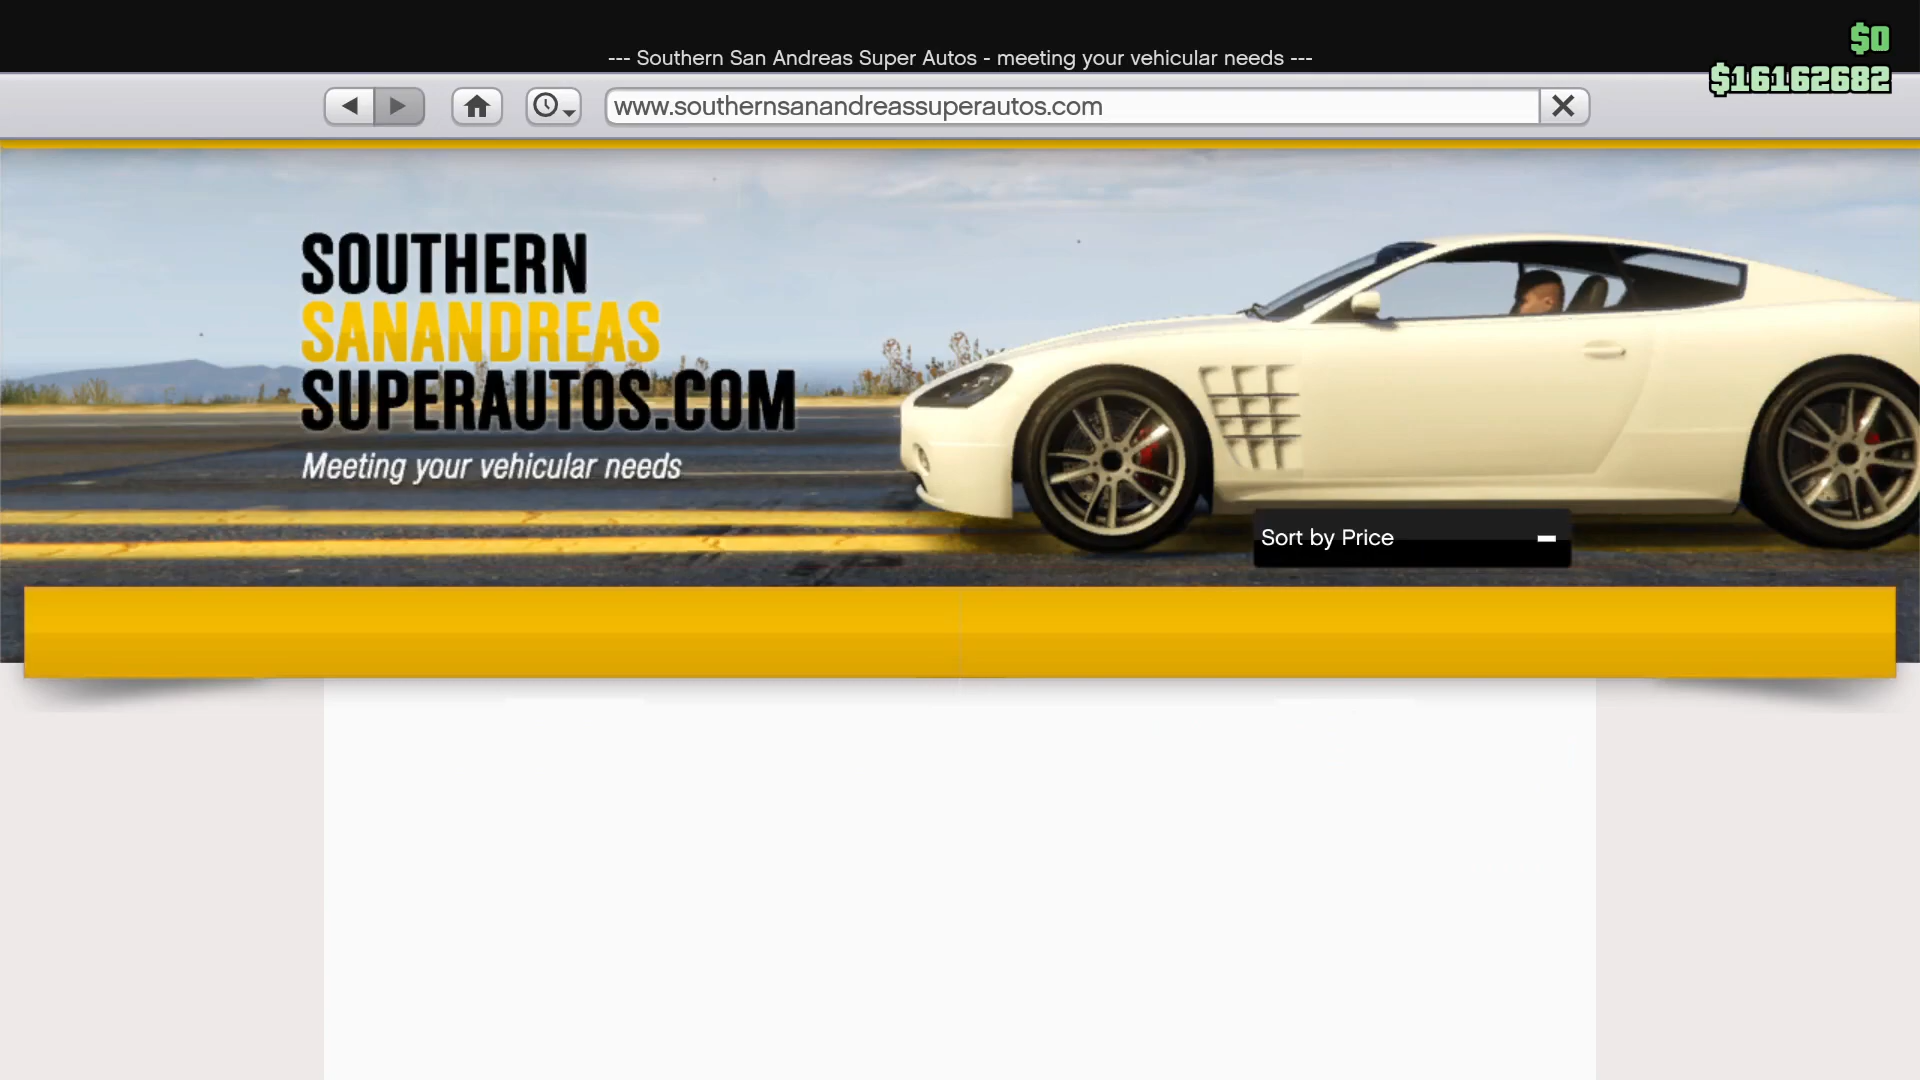 $0
--- Southern San Andreas Super Autos - meeting your vehicular needs ---
$16162682
www.southernsanandreassuperautos.com
SOUTHERN
SANANDREAS
SUPERAUTOS.COM
Meeting your vehicular needs
Sort by Price